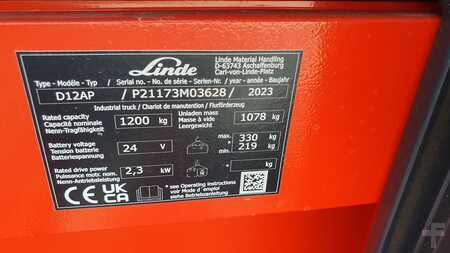 Linde
Linde Material Handling
D-63743 Aschaffenburg
Carl-von-Linde-Platz
Type - Modèle - Typ / Serial no. - No. de série - Serien-Nr. / year - année - Baujahr
D12AP / P21173M03628 / 2023
Industrial truck / Chariot de manutention / Flurförderzeug
Rated capacity
Capacité nominale
Nenn-Tragfähigkeit
1200 kg
Unladen mass
Masse à vide
Leergewicht
1078 kg
Battery voltage
Tension batterie
Batteriespannung
24 V
max. 330 kg
min. 219 kg
Rated drive power
Puissance motr. nom.
Nenn-Antriebsleistung
2,3 kW
* kg
CE UK CA
* see Operating instructions
voir Mode d'emploi
siehe Betriebsanleitung